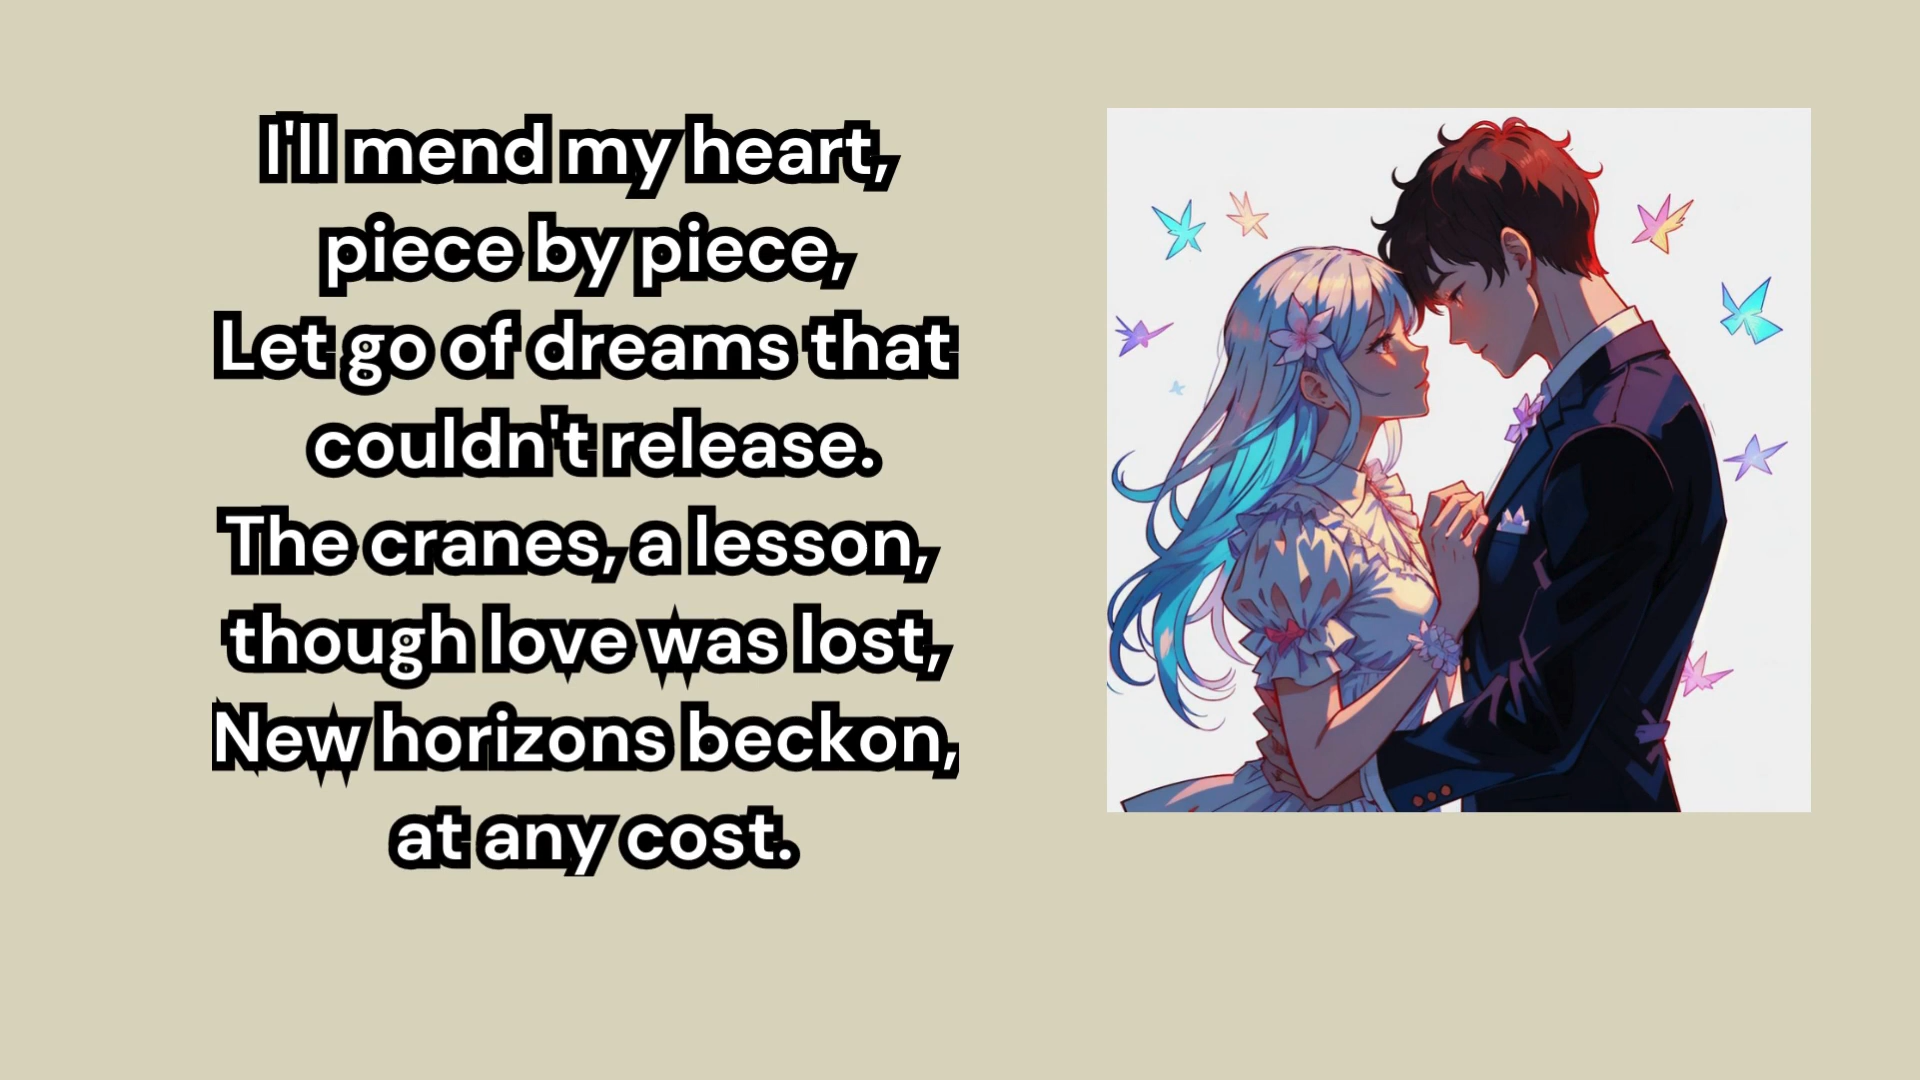 I'll mend my heart,
piece by piece,
Let go of dreams that
couldn't release.
The cranes, a lesson,
though love was lost,
New horizons beckon,
at any cost.